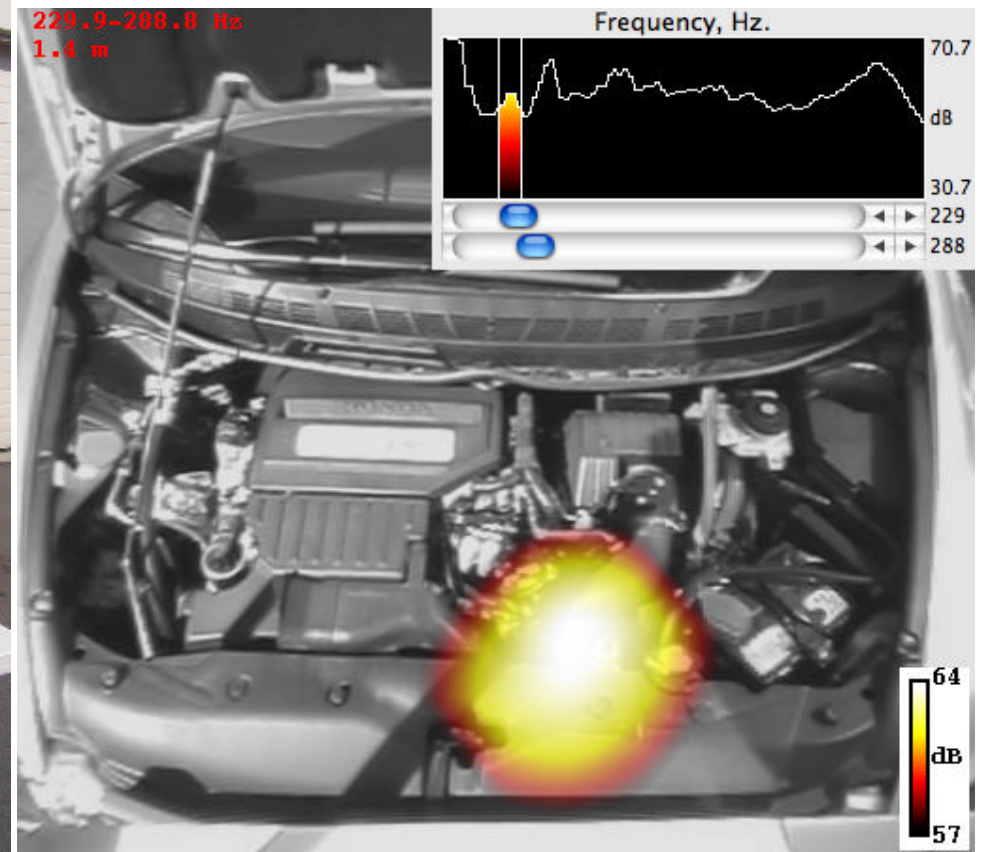 229.9-288.8 Hz
1.4 m
Frequency, Hz.
70.7
dB
30.7
229
288
HONDA
64
dB
57